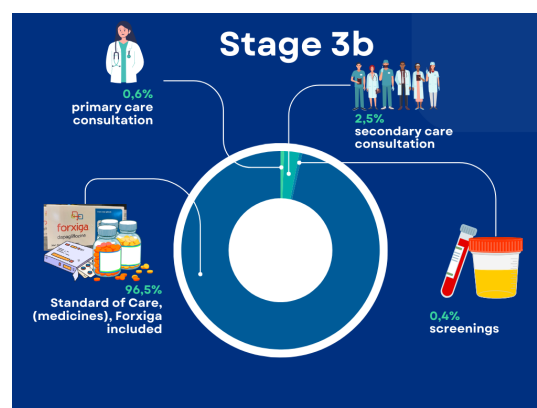 Stage 3b
0,6%
primary care
consultation
2,5%
secondary care
consultation
forxiga
dapagliflozina
96,5%
Standard of Care,
(medicines), Forxiga
included
0,4%
screenings